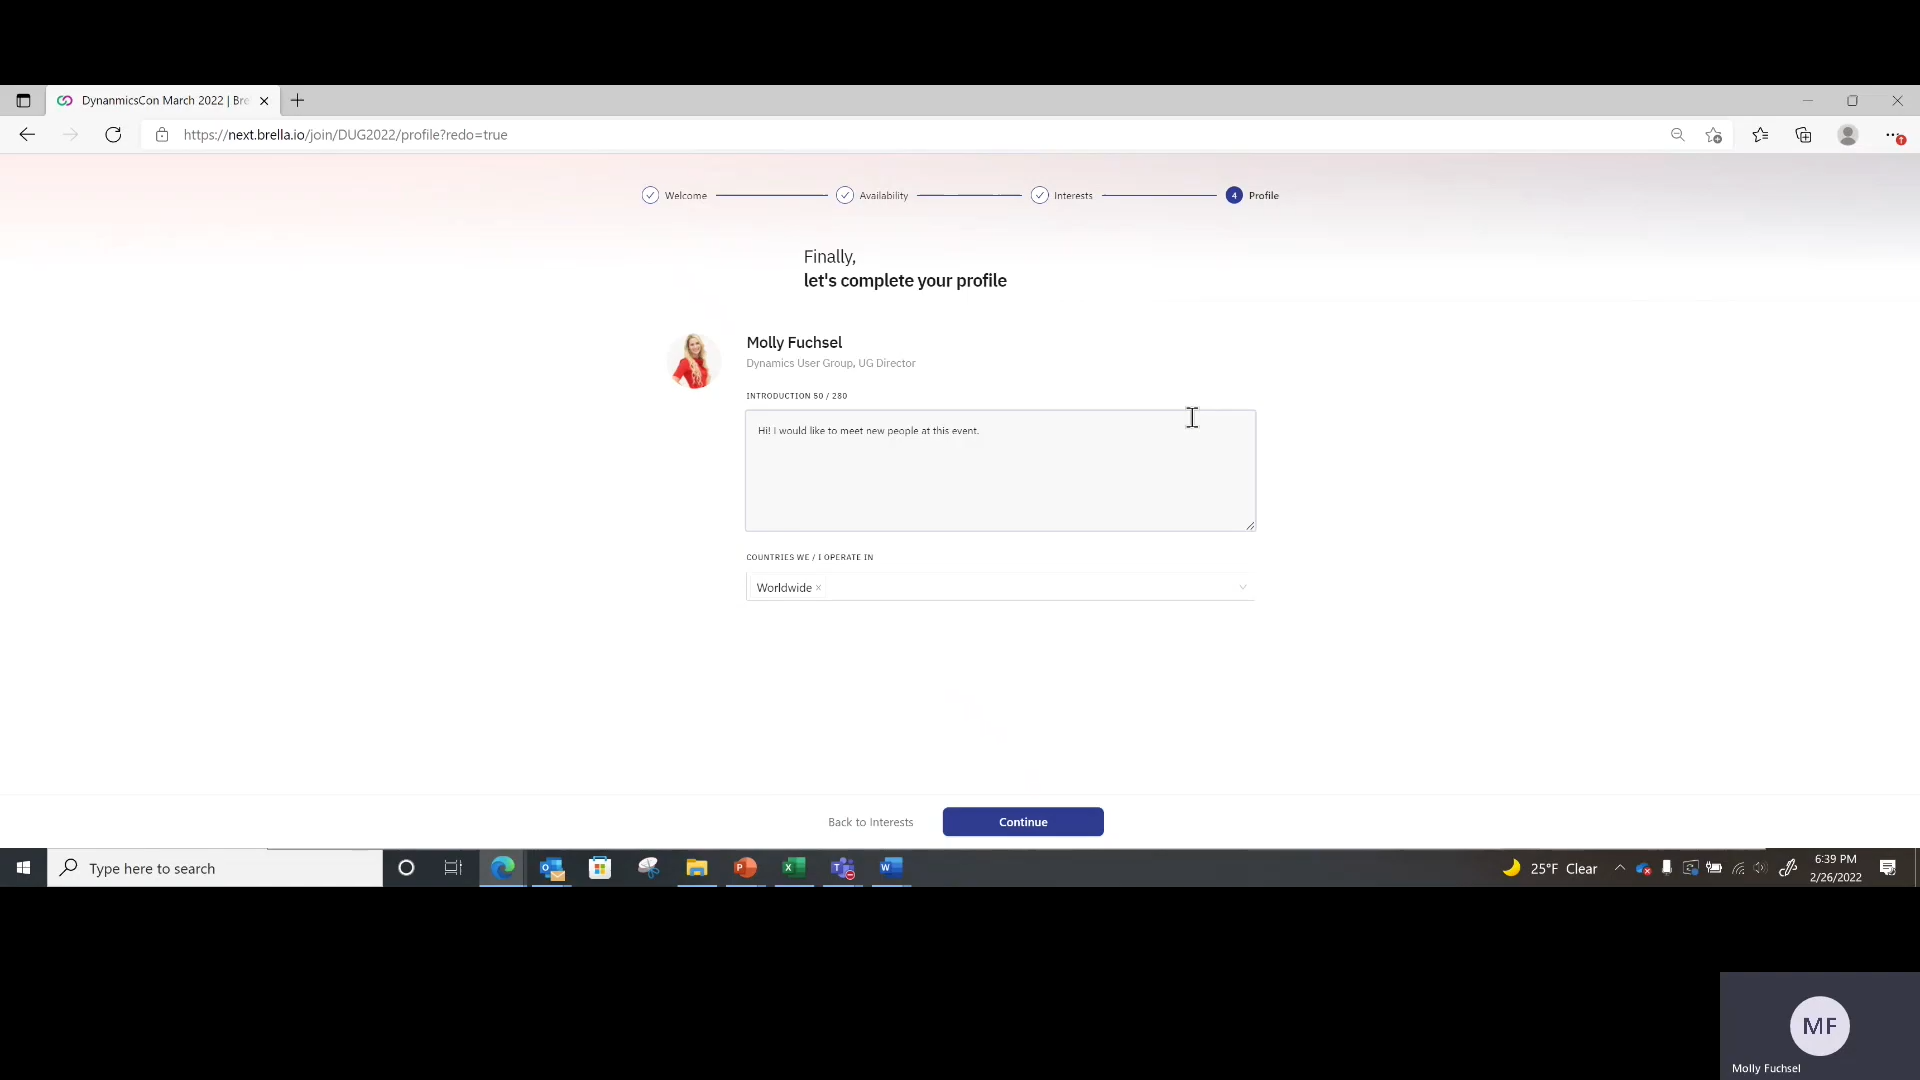 DynanmicsCon March 2022 | Bre
https://next.brella.io/join/DUG2022/profile?redo=true
Welcome
Availability
Interests
4 Profile
Finally,
let's complete your profile
Molly Fuchsel
Dynamics User Group, UG Director
INTRODUCTION 50 / 280
Hi! I would like to meet new people at this event.
COUNTRIES WE / I OPERATE IN
Worldwide ×
Back to Interests
Continue
Type here to search
25°F Clear
6:39 PM
2/26/2022
MF
Molly Fuchsel